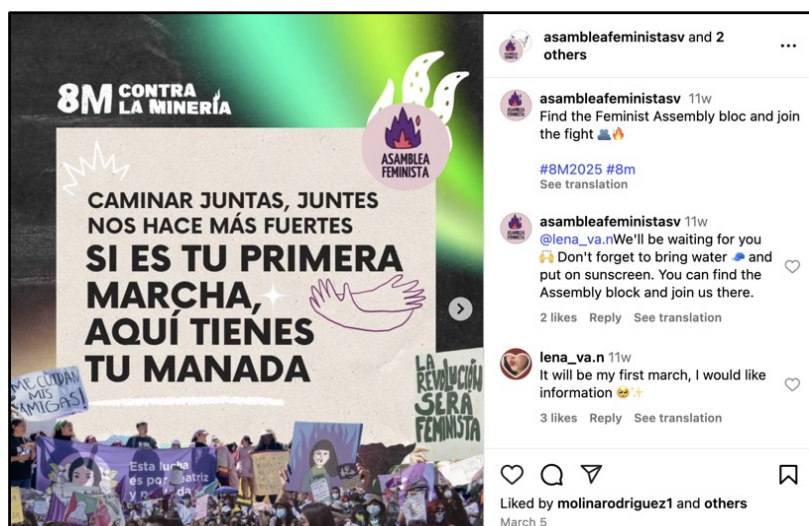 8M CONTRA
LA MINERÍA
ASAMBLEA
FEMINISTA
CAMINAR JUNTAS, JUNTES
NOS HACE MÁS FUERTES
SI ES TU PRIMERA
MARCHA,
AQUÍ TIENES
TU MANADA
ME CUIDAN
MIS
AMIGAS!
LA
REVOLUCIÓN
SERÁ
FEMINISTA
Esta lucha
es por
asambleafeministasv and 2
others
asambleafeministasv 11w
Find the Feminist Assembly bloc and join
the fight 👥🔥
#8M2025 #8m
See translation
asambleafeministasv 11w
@lena_va.nWe'll be waiting for you
🙌 Don't forget to bring water 🧢 and
put on sunscreen. You can find the
Assembly block and join us there.
2 likes Reply See translation
lena_va.n 11w
It will be my first march, I would like
information 🥹✨
3 likes Reply See translation
Liked by molinarodriguez1 and others
March 5